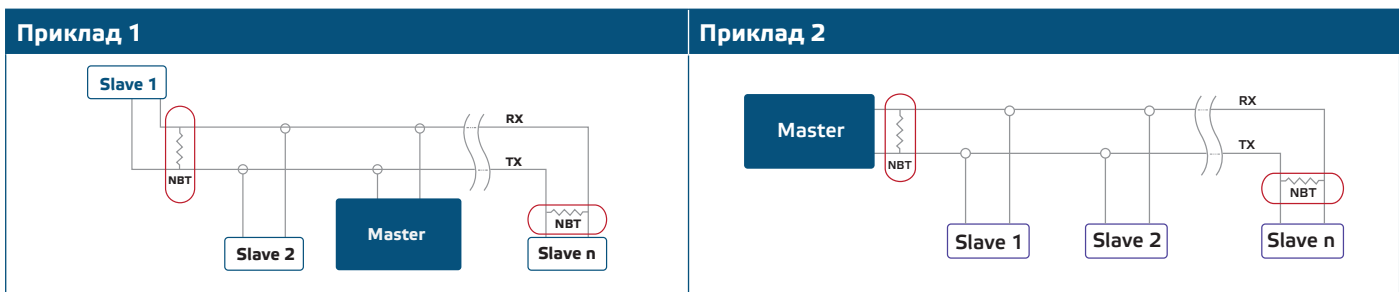 Приклад 1
Slave 1
RX
TX
NBT
NBT
Master
Slave 2
Slave n
Приклад 2
Master
RX
TX
NBT
NBT
Slave 1
Slave 2
Slave n